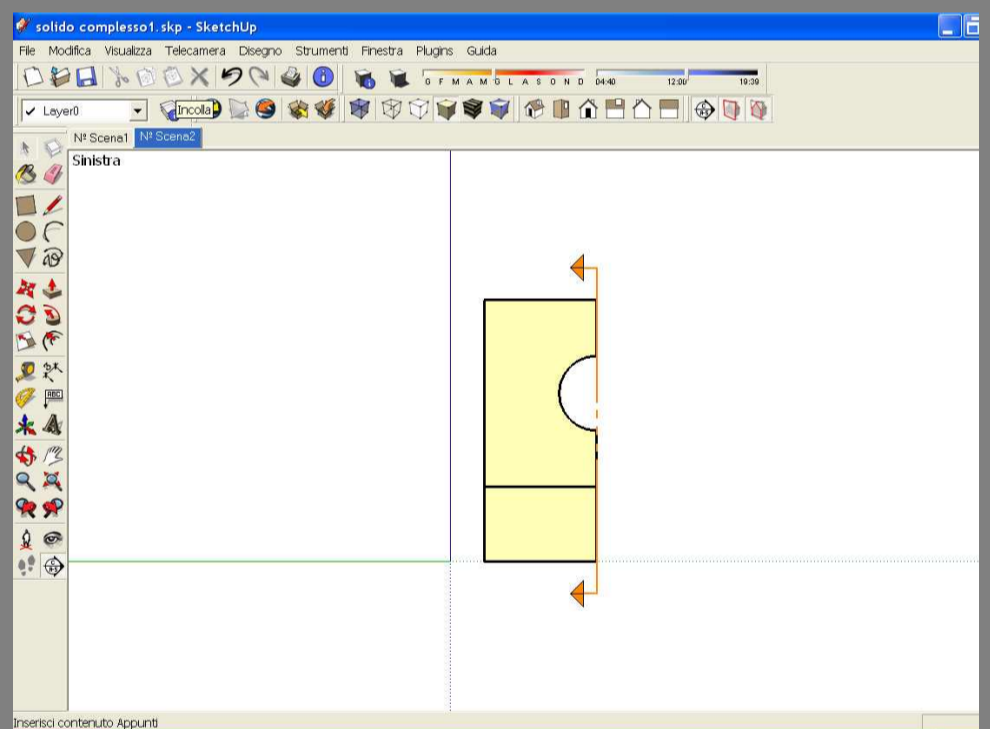 solido complesso1.skp - SketchUp
File Modifica Visualizza Telecamera Disegno Strumenti Finestra Plugins Guida
G F M A M G L A S O N D 04:40 12:00 19:39
Layer0 Incolla
Nº Scena1 Nº Scena2
Sinistra
ABC
Inserisci contenuto Appunti